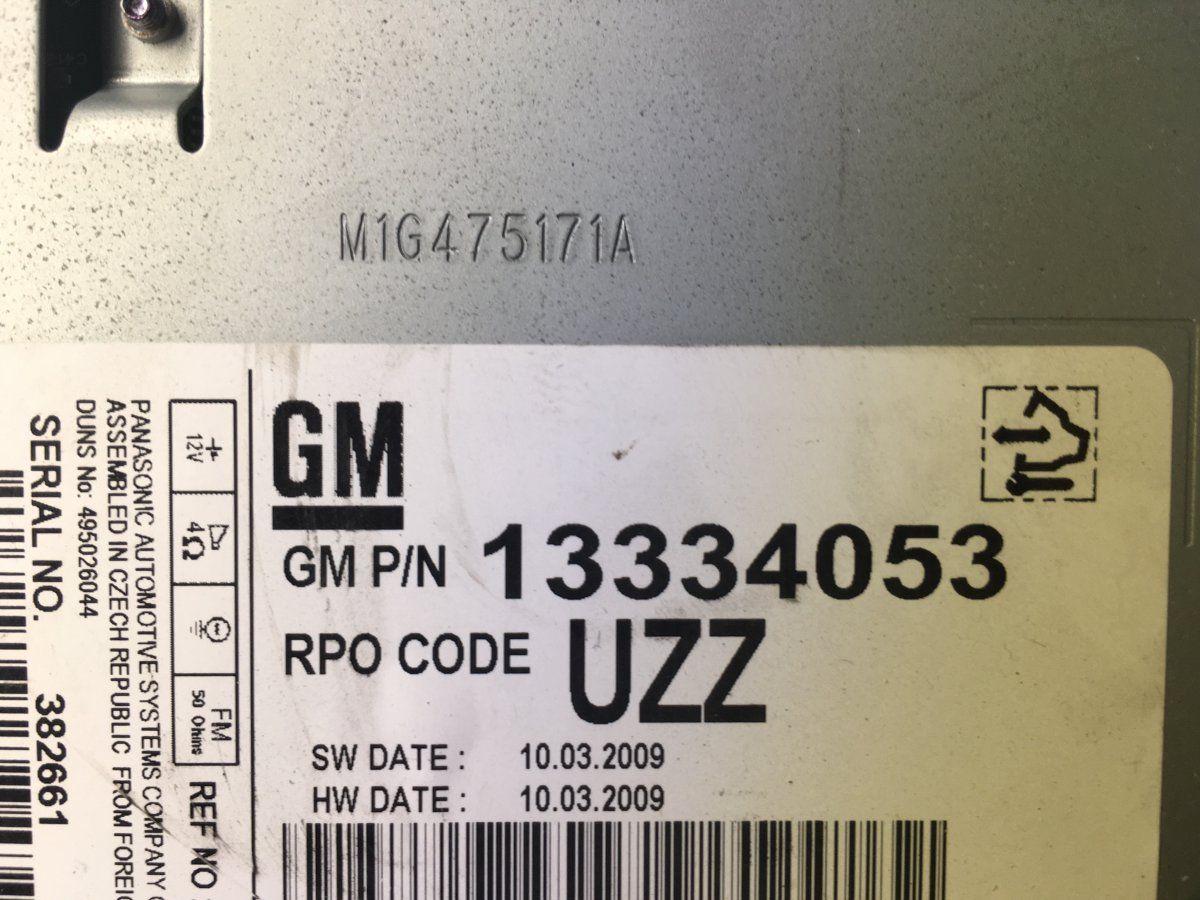 M1G475171A
GM
GM P/N 13334053
RPO CODE UZZ
SW DATE : 10.03.2009
HW DATE : 10.03.2009
+
12V
4Ω
FM
50 Ohms
REF NO
PANASONIC AUTOMOTIVE SYSTEMS COMPANY
ASSEMBLED IN CZECH REPUBLIC FROM
DUNS No: 495026044
SERIAL NO. 382661